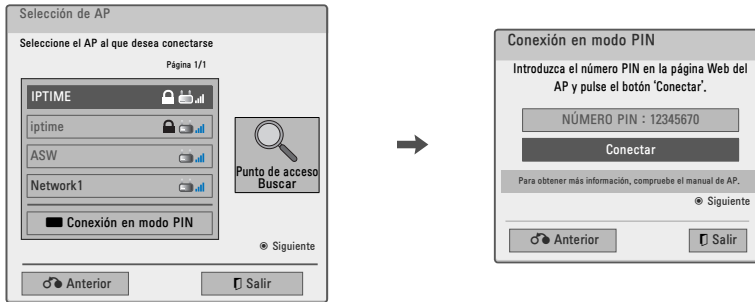 Selección de AP
Seleccione el AP al que desea conectarse
Página 1/1
IPTIME
iptime
ASW
Network1
Conexión en modo PIN
Punto de acceso
Buscar
Siguiente
Anterior
Salir
Conexión en modo PIN
Introduzca el número PIN en la página Web del
AP y pulse el botón ‘Conectar’.
NÚMERO PIN : 12345670
Conectar
Para obtener más información, compruebe el manual de AP.
Siguiente
Anterior
Salir